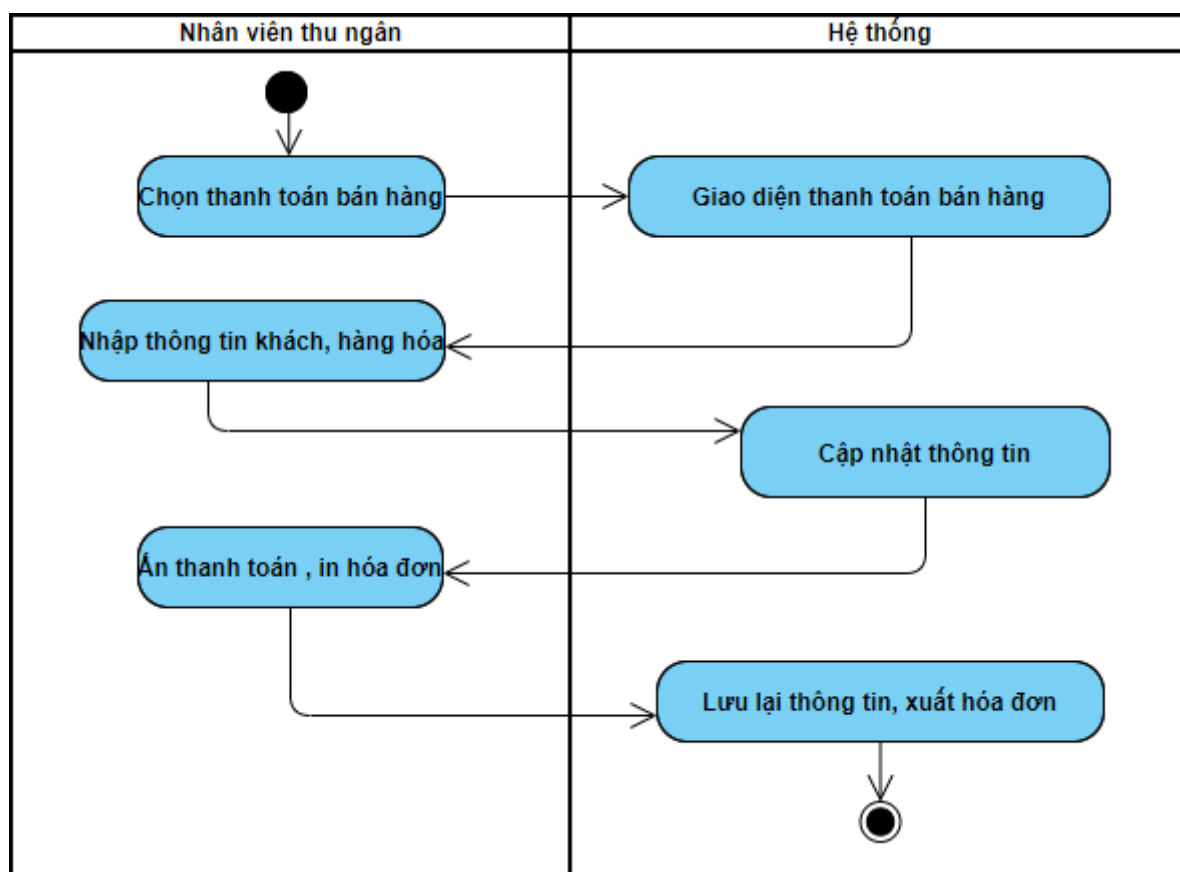 Nhân viên thu ngân
Hệ thống
Chọn thanh toán bán hàng
Giao diện thanh toán bán hàng
Nhập thông tin khách, hàng hóa
Cập nhật thông tin
Ấn thanh toán , in hóa đơn
Lưu lại thông tin, xuất hóa đơn